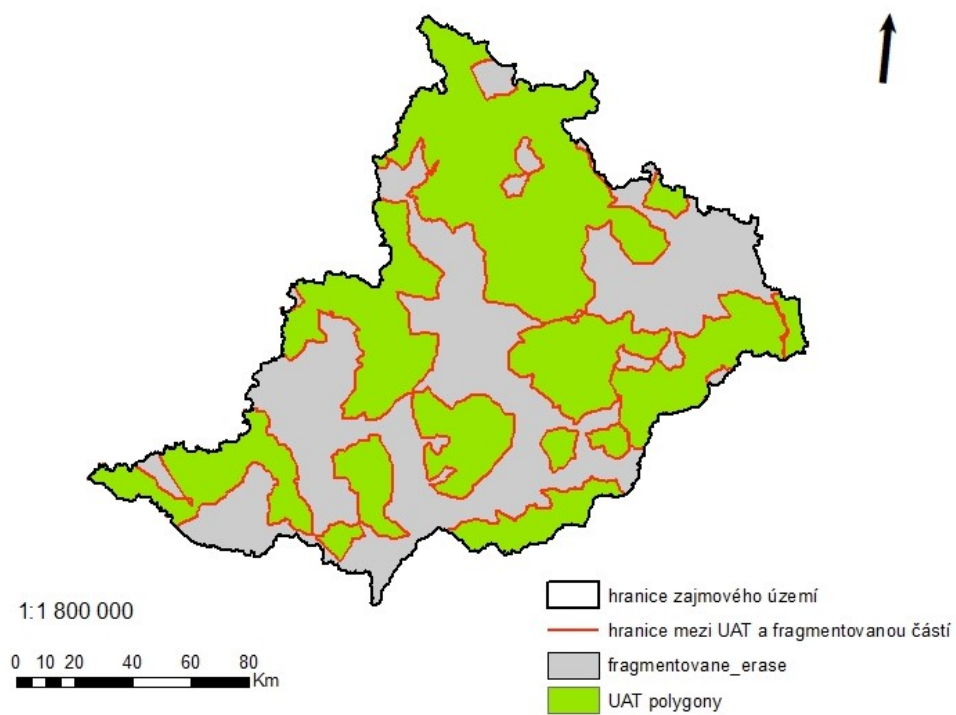 1:1 800 000
0 10 20 40 60 80
Km
hranice zajmového území
hranice mezi UAT a fragmentovanou částí
fragmentovane_erase
UAT polygony